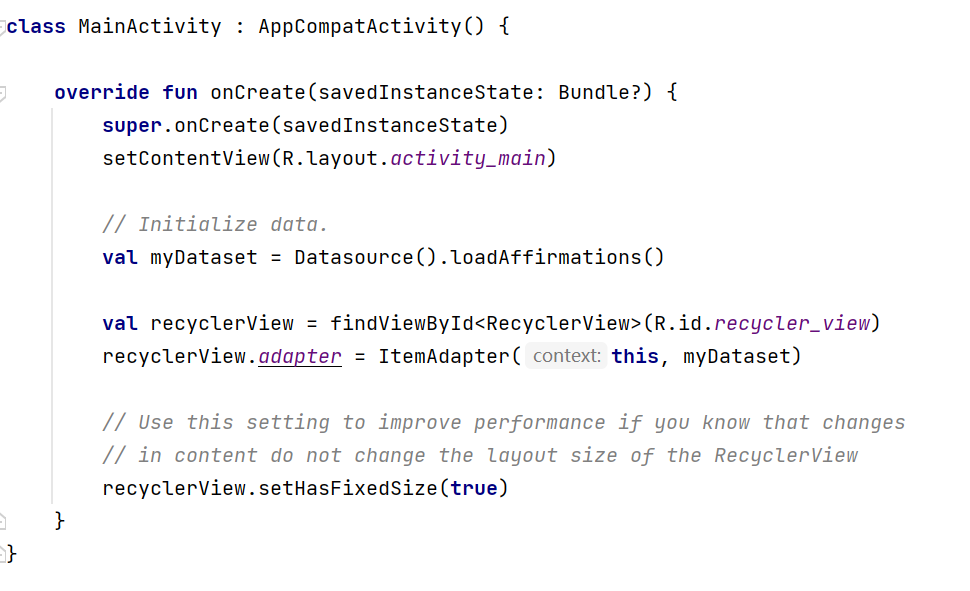 class MainActivity : AppCompatActivity() {
override fun onCreate(savedInstanceState: Bundle?) {
super.onCreate(savedInstanceState)
setContentView(R.layout.activity_main)
// Initialize data.
val myDataset = Datasource().loadAffirmations()
val recyclerView = findViewById<RecyclerView>(R.id.recycler_view)
recyclerView.adapter = ItemAdapter( context: this, myDataset)
// Use this setting to improve performance if you know that changes
// in content do not change the layout size of the RecyclerView
recyclerView.setHasFixedSize(true)
}
}